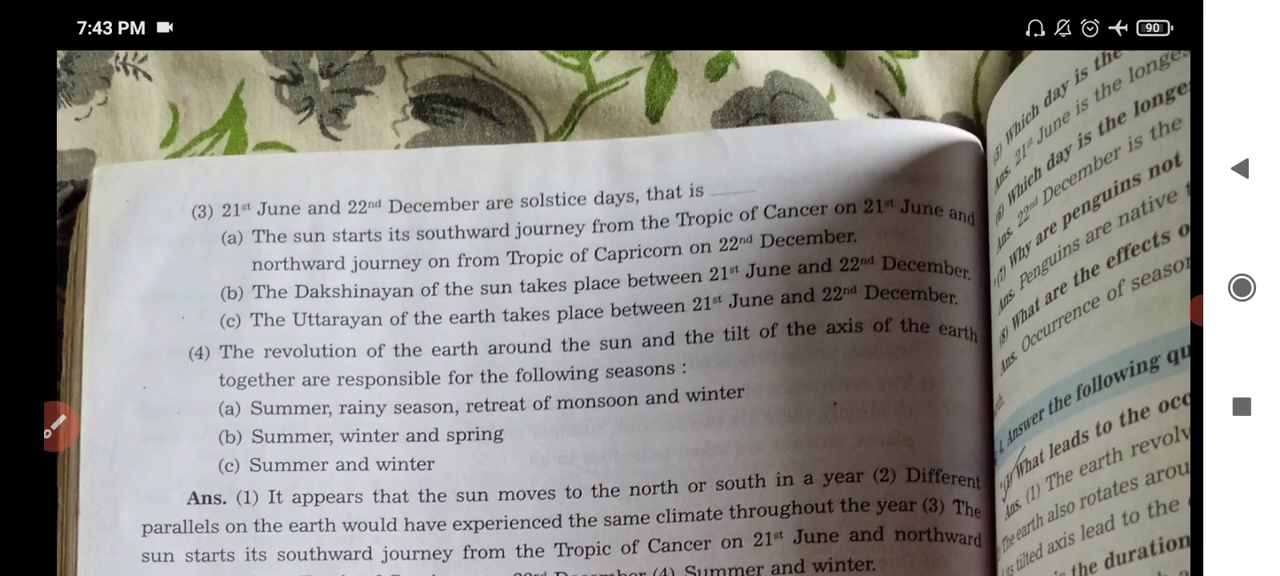 7:43 PM
90
(3) 21st June and 22nd December are solstice days, that is ____
(a) The sun starts its southward journey from the Tropic of Cancer on 21st June and
northward journey on from Tropic of Capricorn on 22nd December.
(b) The Dakshinayan of the sun takes place between 21st June and 22nd December.
(c) The Uttarayan of the earth takes place between 21st June and 22nd December.
(4) The revolution of the earth around the sun and the tilt of the axis of the earth
together are responsible for the following seasons :
(a) Summer, rainy season, retreat of monsoon and winter
(b) Summer, winter and spring
(c) Summer and winter
Ans. (1) It appears that the sun moves to the north or south in a year (2) Different
parallels on the earth would have experienced the same climate throughout the year (3) The
sun starts its southward journey from the Tropic of Cancer on 21st June and northward
(4) Summer and winter.
(5) Which day is the
Ans. 21st June is the longes
(6) Which day is the longe
Ans. 22nd December is the
(7) Why are penguins not
Ans. Penguins are native
(8) What are the effects o
Ans. Occurrence of season
4. Answer the following qu
What leads to the occ
Ans. (1) The earth revolv
The earth also rotates arou
its tilted axis lead to the
the duration